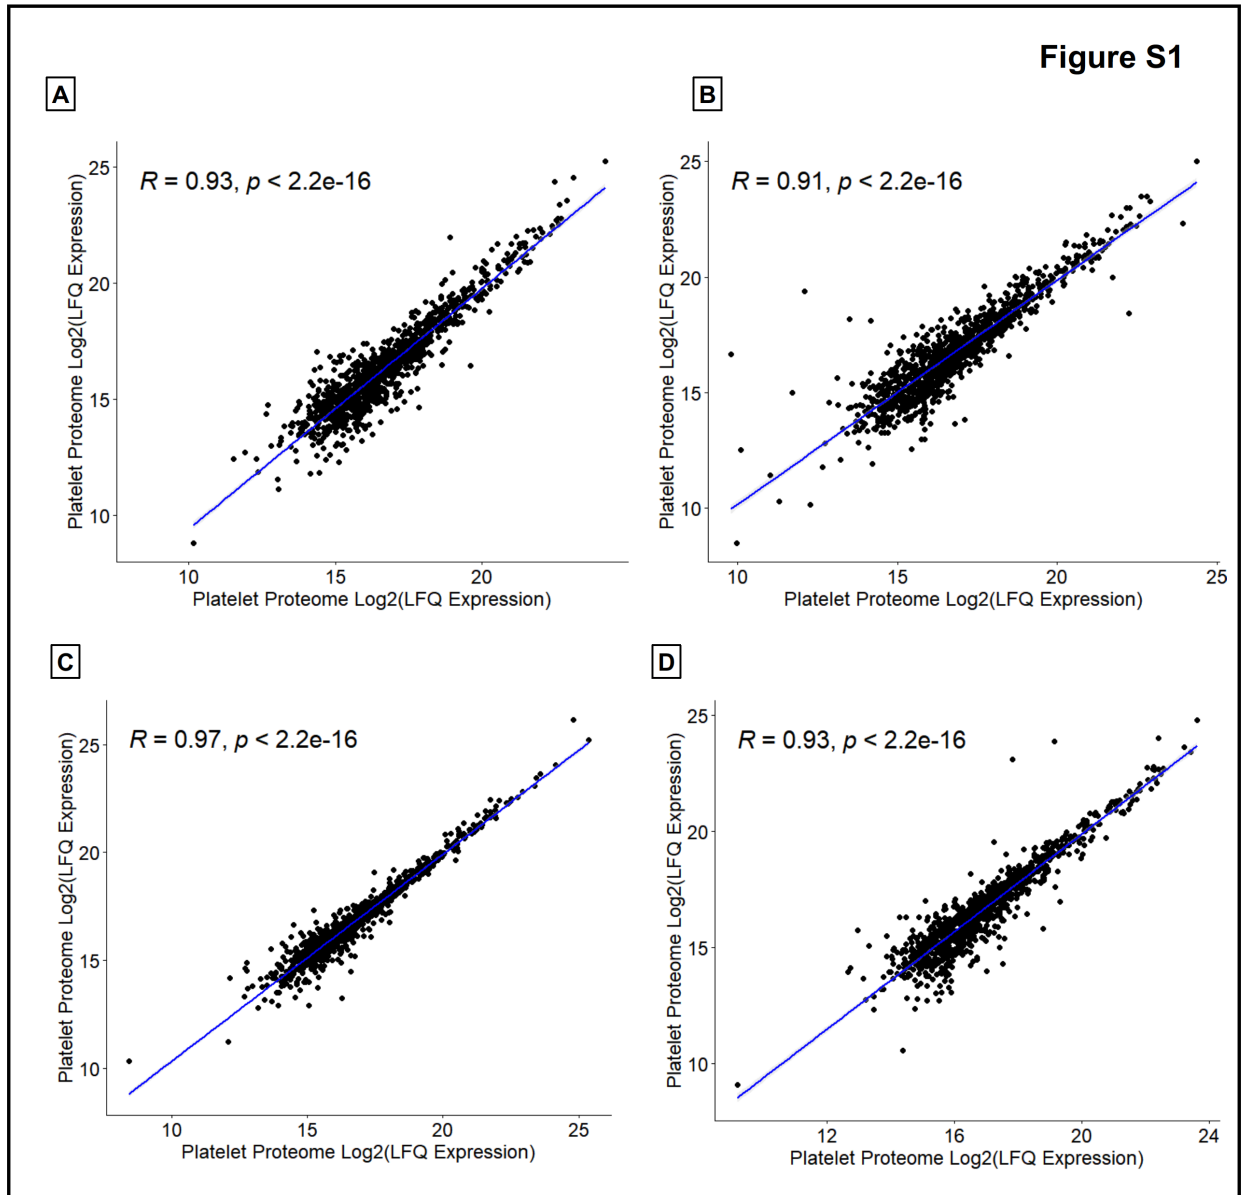 Figure S1
A
R = 0.93, p < 2.2e-16
Platelet Proteome Log2(LFQ Expression)
25
20
15
10
10 15 20
Platelet Proteome Log2(LFQ Expression)
B
R = 0.91, p < 2.2e-16
Platelet Proteome Log2(LFQ Expression)
25
20
15
10
10 15 20 25
Platelet Proteome Log2(LFQ Expression)
C
R = 0.97, p < 2.2e-16
Platelet Proteome Log2(LFQ Expression)
25
20
15
10
10 15 20 25
Platelet Proteome Log2(LFQ Expression)
D
R = 0.93, p < 2.2e-16
Platelet Proteome Log2(LFQ Expression)
25
20
15
10
12 16 20 24
Platelet Proteome Log2(LFQ Expression)